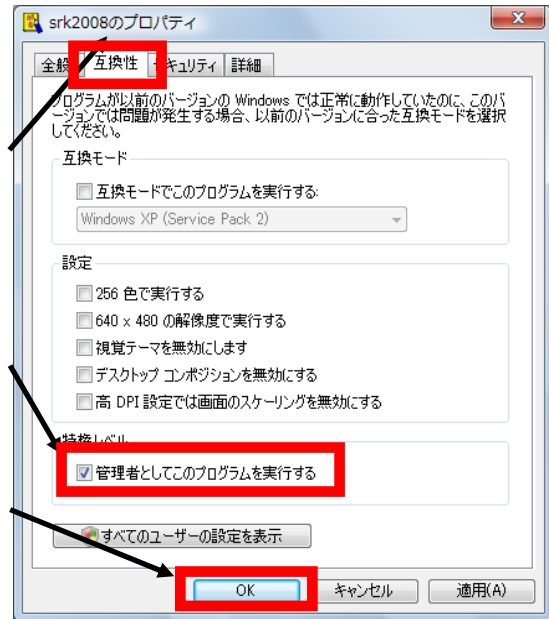 srk2008のプロパティ
全般 互換性 セキュリティ 詳細
プログラムが以前のバージョンの Windows では正常に動作していたのに、このバ
ージョンでは問題が発生する場合、以前のバージョンに合った互換モードを選択
してください。
互換モード
互換モードでこのプログラムを実行する:
Windows XP (Service Pack 2)
設定
256 色で実行する
640 x 480 の解像度で実行する
視覚テーマを無効にします
デスクトップ コンポジションを無効にする
高 DPI 設定では画面のスケーリングを無効にする
特権レベル
管理者としてこのプログラムを実行する
すべてのユーザーの設定を表示
OK キャンセル 適用(A)